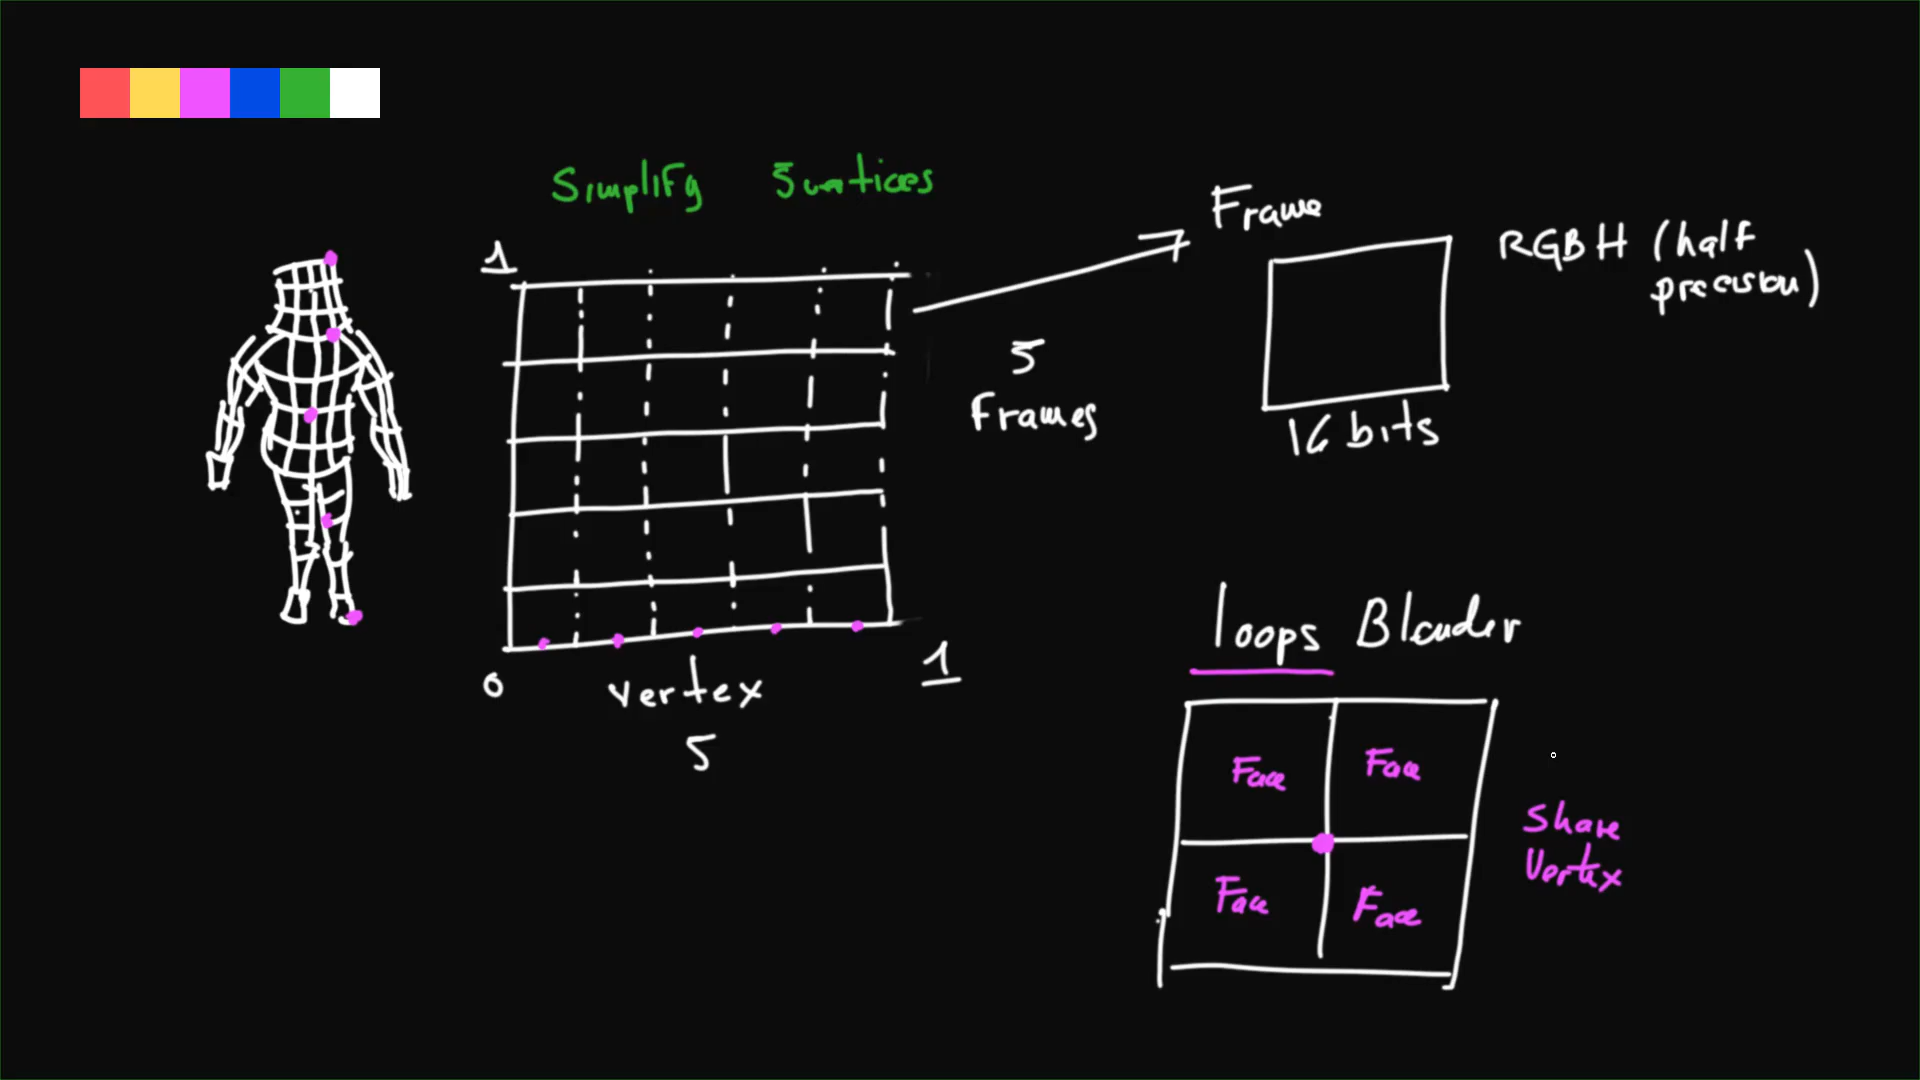 Simplify 5 vertices
1
Frame
RGBH (half
precision)
5
Frames
16 bits
0
1
vertex
5
loops Blender
Face Face
Share
Vertex
Face Face